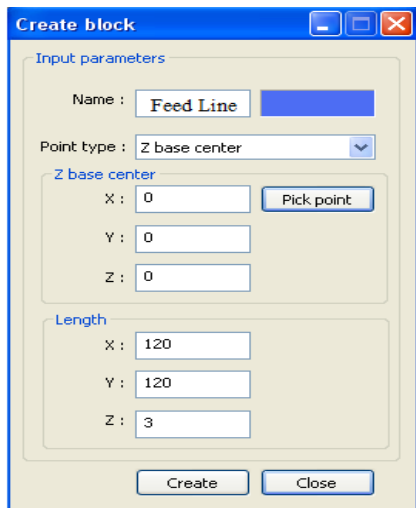 Create block
Input parameters
Name : Feed Line
Point type : Z base center
Z base center
X : 0 Pick point
Y : 0
Z : 0
Length
X : 120
Y : 120
Z : 3
Create Close